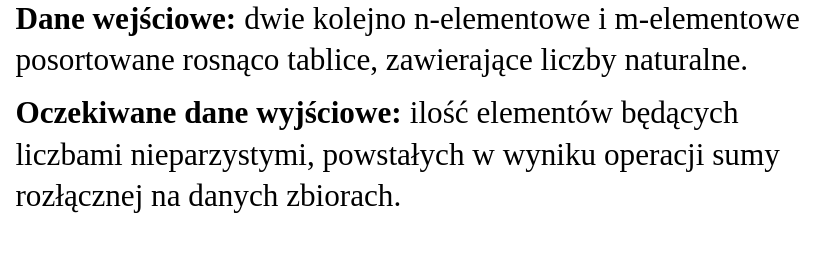 Dane wejściowe: dwie kolejno n-elementowe i m-elementowe
posortowane rosnąco tablice, zawierające liczby naturalne.
Oczekiwane dane wyjściowe: ilość elementów będących
liczbami nieparzystymi, powstałych w wyniku operacji sumy
rozłącznej na danych zbiorach.